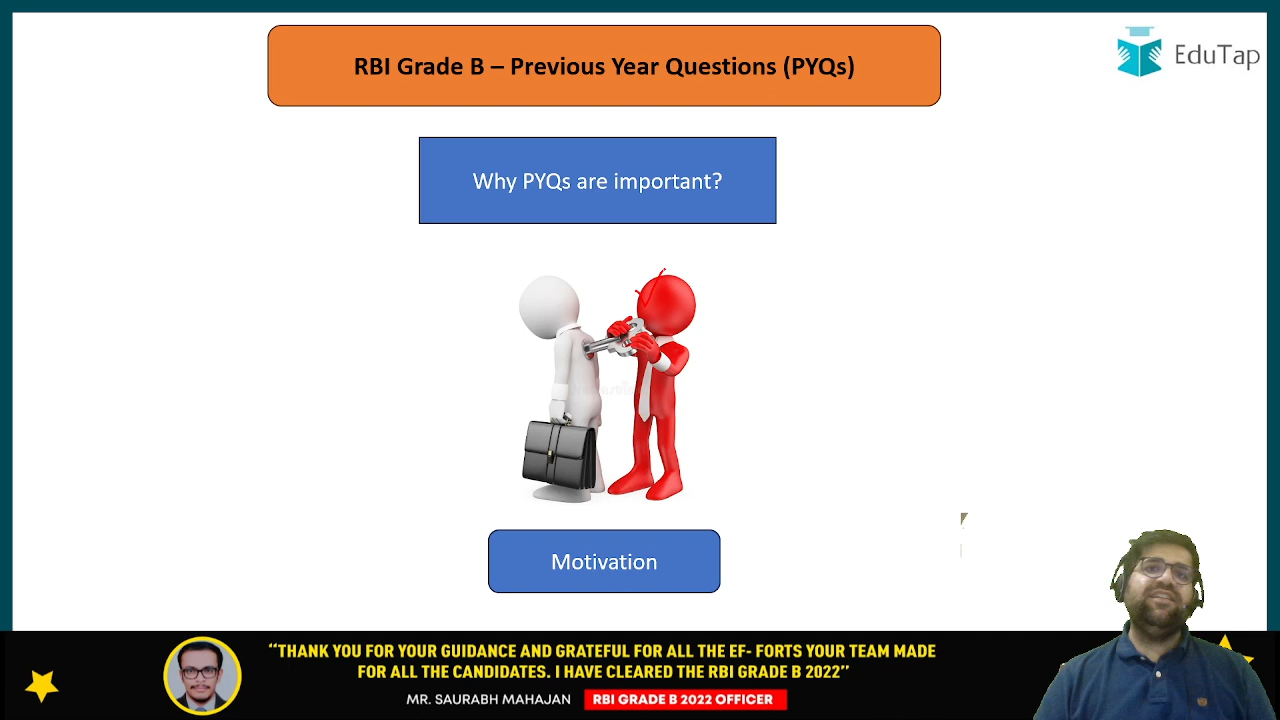 RBI Grade B – Previous Year Questions (PYQs)
EduTap
Why PYQs are important?
Motivation
“THANK YOU FOR YOUR GUIDANCE AND GRATEFUL FOR ALL THE EF- FORTS YOUR TEAM MADE
FOR ALL THE CANDIDATES. I HAVE CLEARED THE RBI GRADE B 2022”
MR. SAURABH MAHAJAN RBI GRADE B 2022 OFFICER